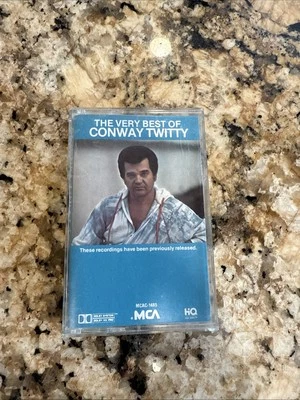 THE VERY BEST OF
CONWAY TWITTY
These recordings have been previously released.
MCA
HQ